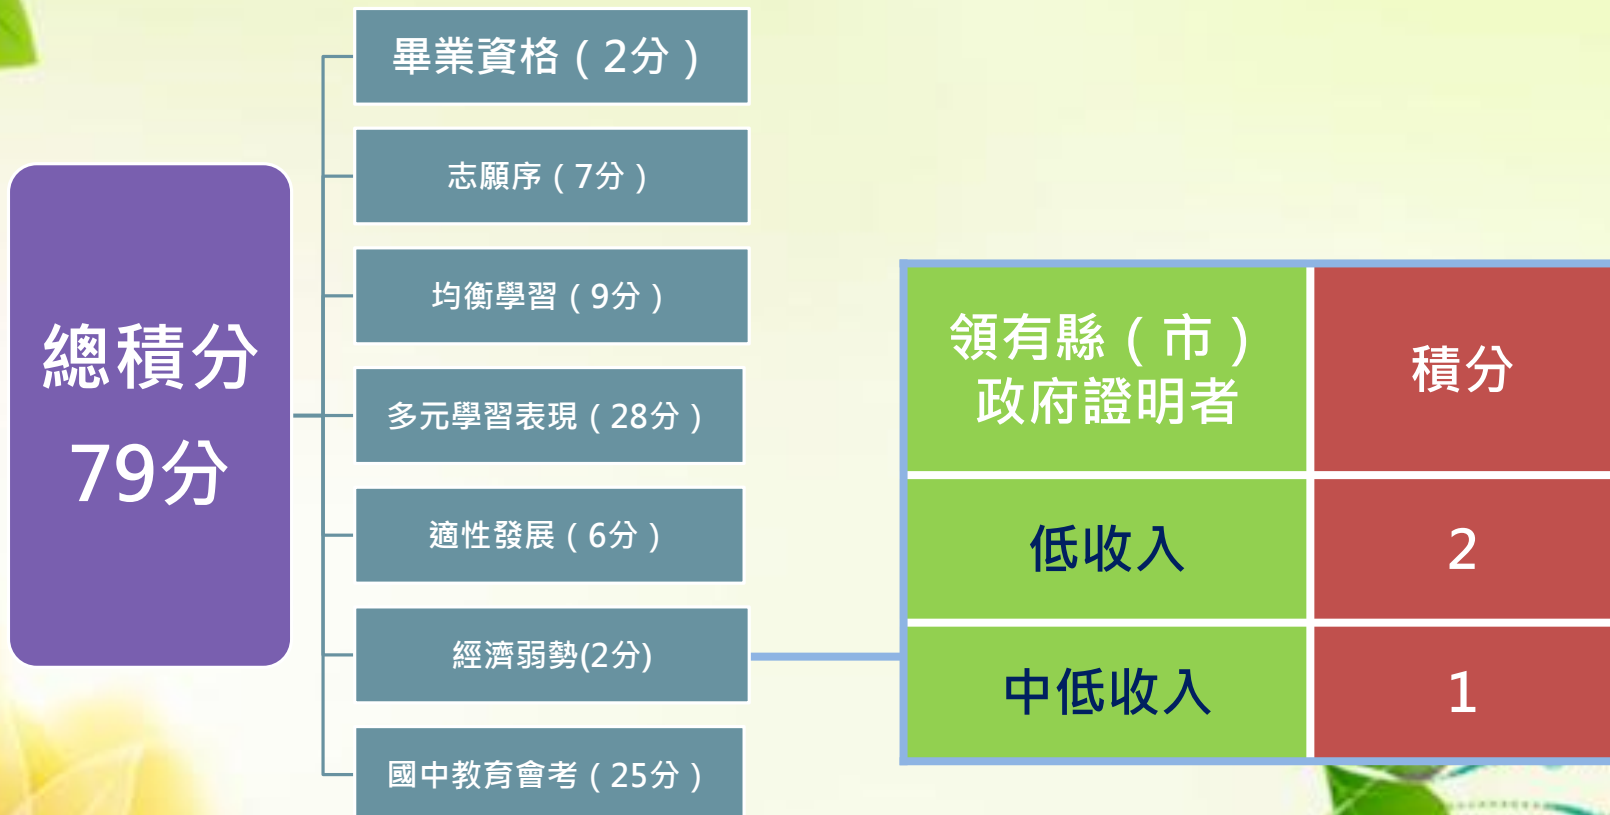 總積分
79分
畢業資格（2分）
志願序（7分）
均衡學習（9分）
多元學習表現（28分）
適性發展（6分）
經濟弱勢(2分)
國中教育會考（25分）
領有縣（市）
政府證明者
積分
低收入
2
中低收入
1